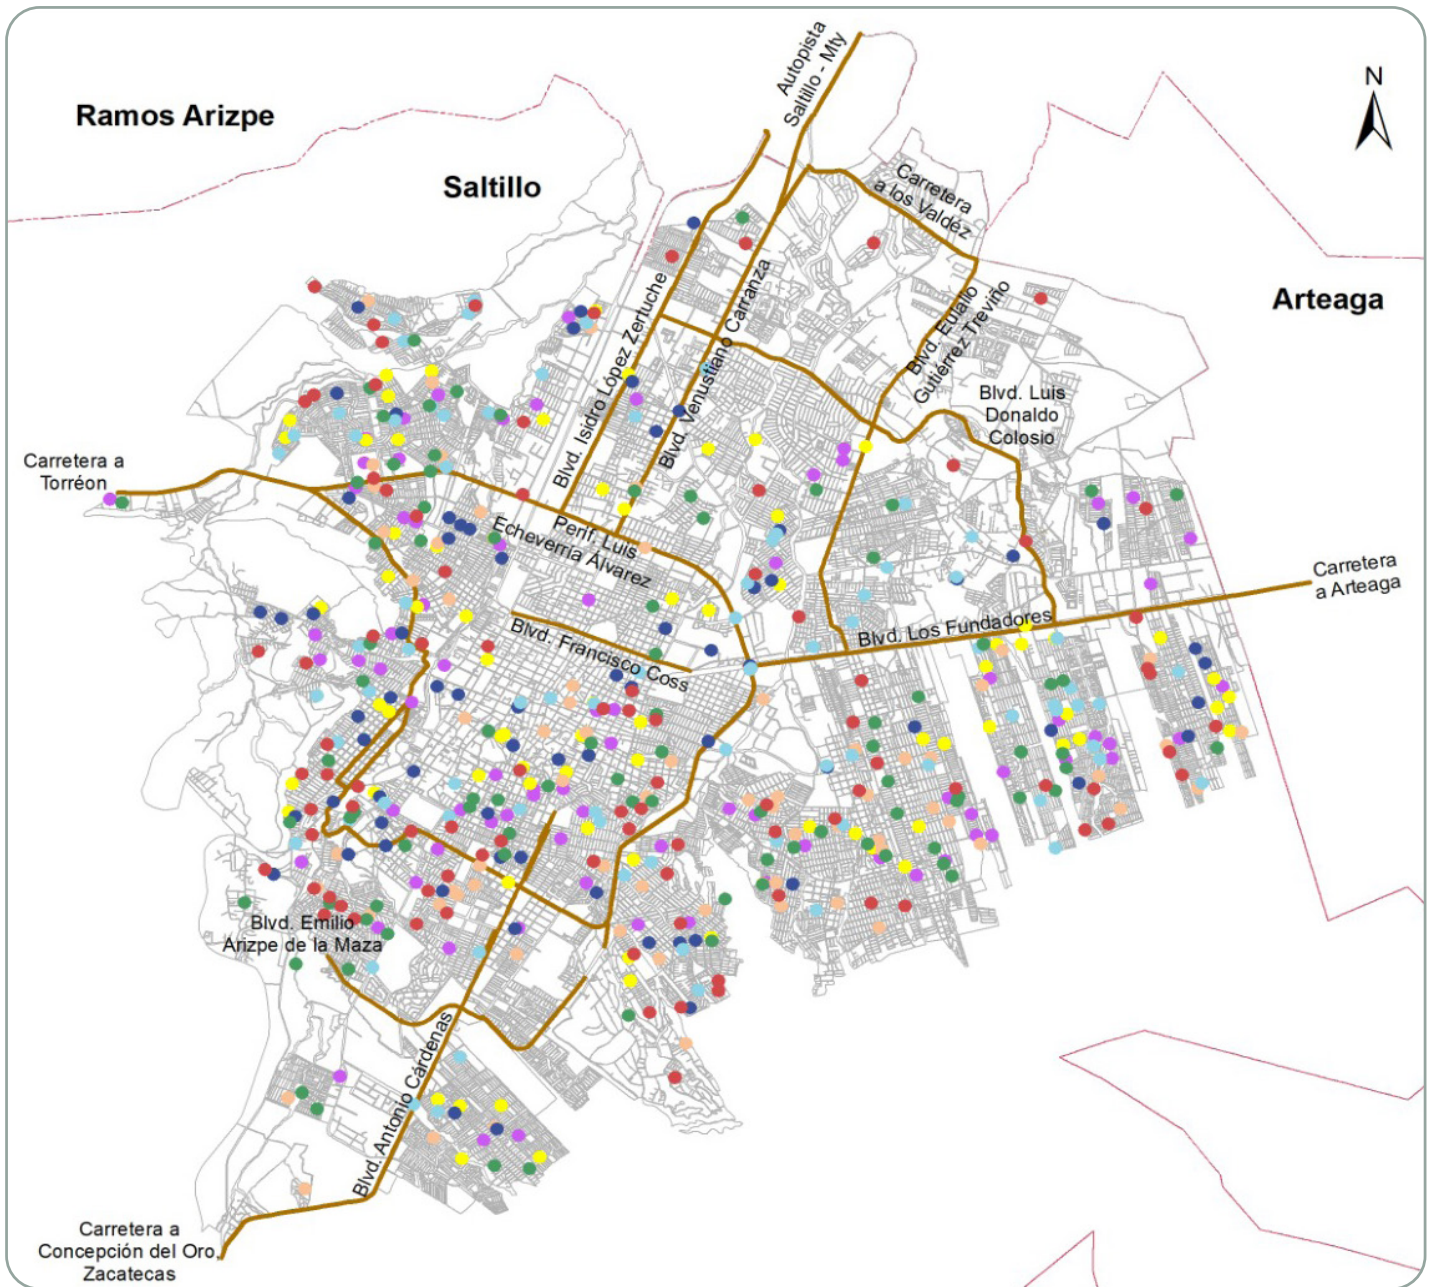 Autopista
Saltillo - Mty
N
Ramos Arizpe
Saltillo
Carretera
a los Valdéz
Arteaga
Blvd. Isidro López Zertuche
Blvd. Venustiano Carranza
Blvd. Eulalio
Gutiérrez Treviño
Blvd. Luis
Donaldo
Colosio
Carretera a
Torréon
Perif. Luis
Echeverría Álvarez
Carretera
a Arteaga
Blvd. Francisco Coss
Blvd. Los Fundadores
Blvd. Emilio
Arizpe de la Maza
Blvd. Antonio Cárdenas
Carretera a
Concepción del Oro,
Zacatecas